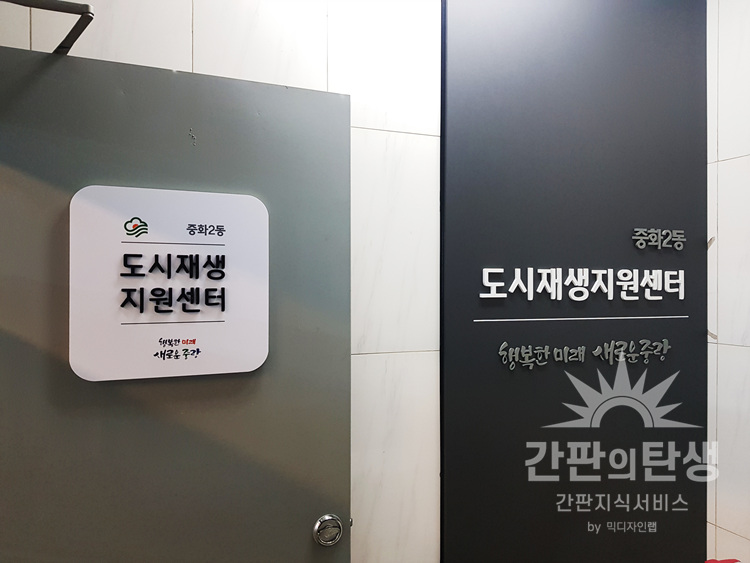 중화2동
도시재생
지원센터
행복한 미래
새로운 중랑
중화2동
도시재생지원센터
행복한 미래 새로운 중랑
간판의탄생
간판지식서비스
by 믹디자인랩